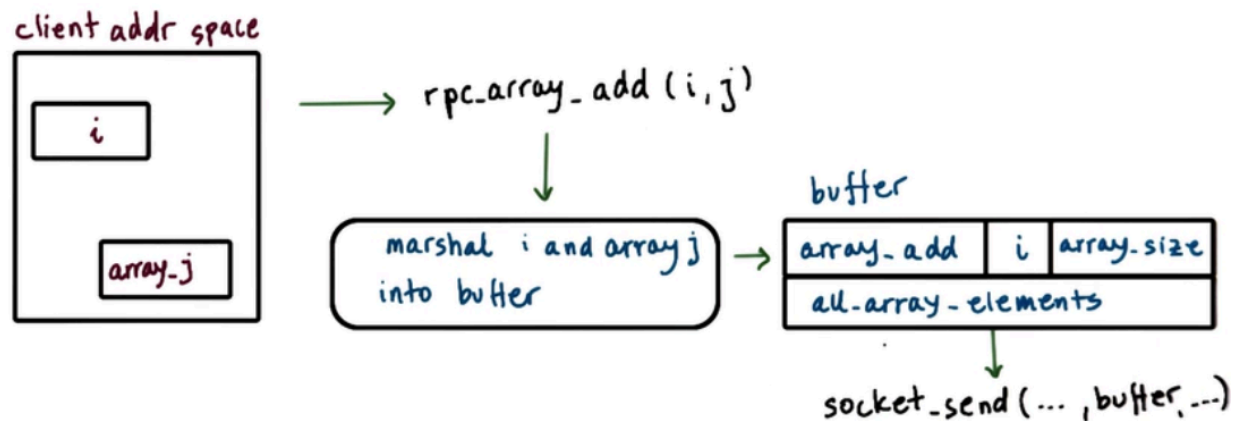 client addr space
i
array_j
rpc_array_add (i,j)
marshal i and array j
into buffer
buffer
array_add i array_size
all_array_elements
socket_send (... ,buffer, ...)